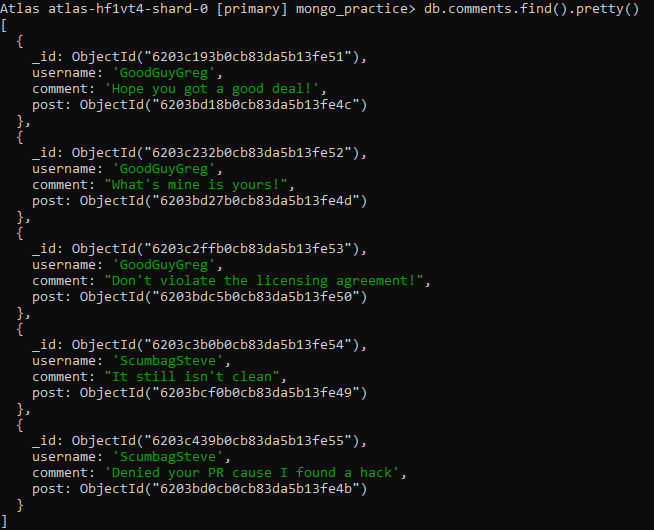 Atlas atlas-hf1vt4-shard-0 [primary] mongo_practice> db.comments.find().pretty()
[
  {
    _id: ObjectId("6203c193b0cb83da5b13fe51"),
    username: 'GoodGuyGreg',
    comment: 'Hope you got a good deal!',
    post: ObjectId("6203bd18b0cb83da5b13fe4c")
  },
  {
    _id: ObjectId("6203c232b0cb83da5b13fe52"),
    username: 'GoodGuyGreg',
    comment: "What's mine is yours!",
    post: ObjectId("6203bd27b0cb83da5b13fe4d")
  },
  {
    _id: ObjectId("6203c2ffb0cb83da5b13fe53"),
    username: 'GoodGuyGreg',
    comment: "Don't violate the licensing agreement!",
    post: ObjectId("6203bdc5b0cb83da5b13fe50")
  },
  {
    _id: ObjectId("6203c3b0b0cb83da5b13fe54"),
    username: 'ScumbagSteve',
    comment: "It still isn't clean",
    post: ObjectId("6203bcf0b0cb83da5b13fe49")
  },
  {
    _id: ObjectId("6203c439b0cb83da5b13fe55"),
    username: 'ScumbagSteve',
    comment: 'Denied your PR cause I found a hack',
    post: ObjectId("6203bd0cb0cb83da5b13fe4b")
  }
]